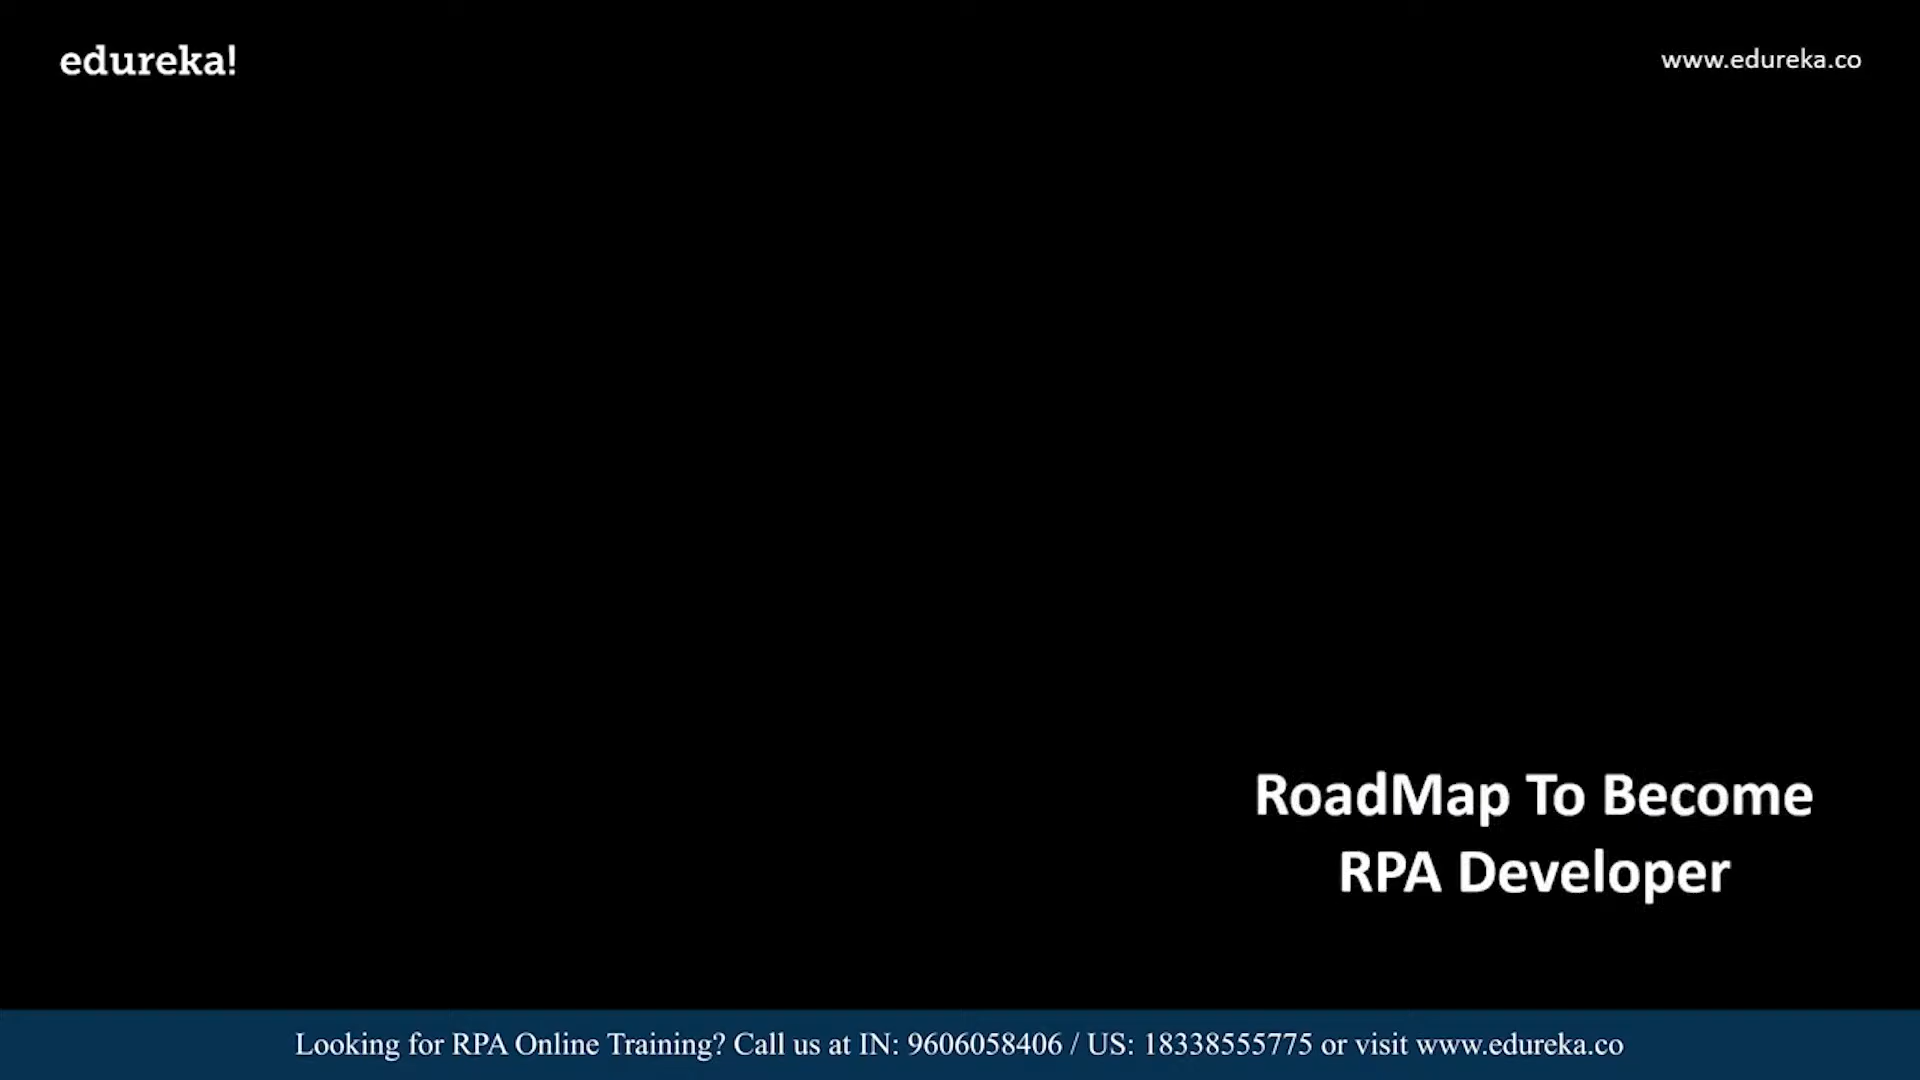 edureka!
www.edureka.co
RoadMap To Become
RPA Developer
Looking for RPA Online Training? Call us at IN: 9606058406 / US: 18338555775 or visit www.edureka.co